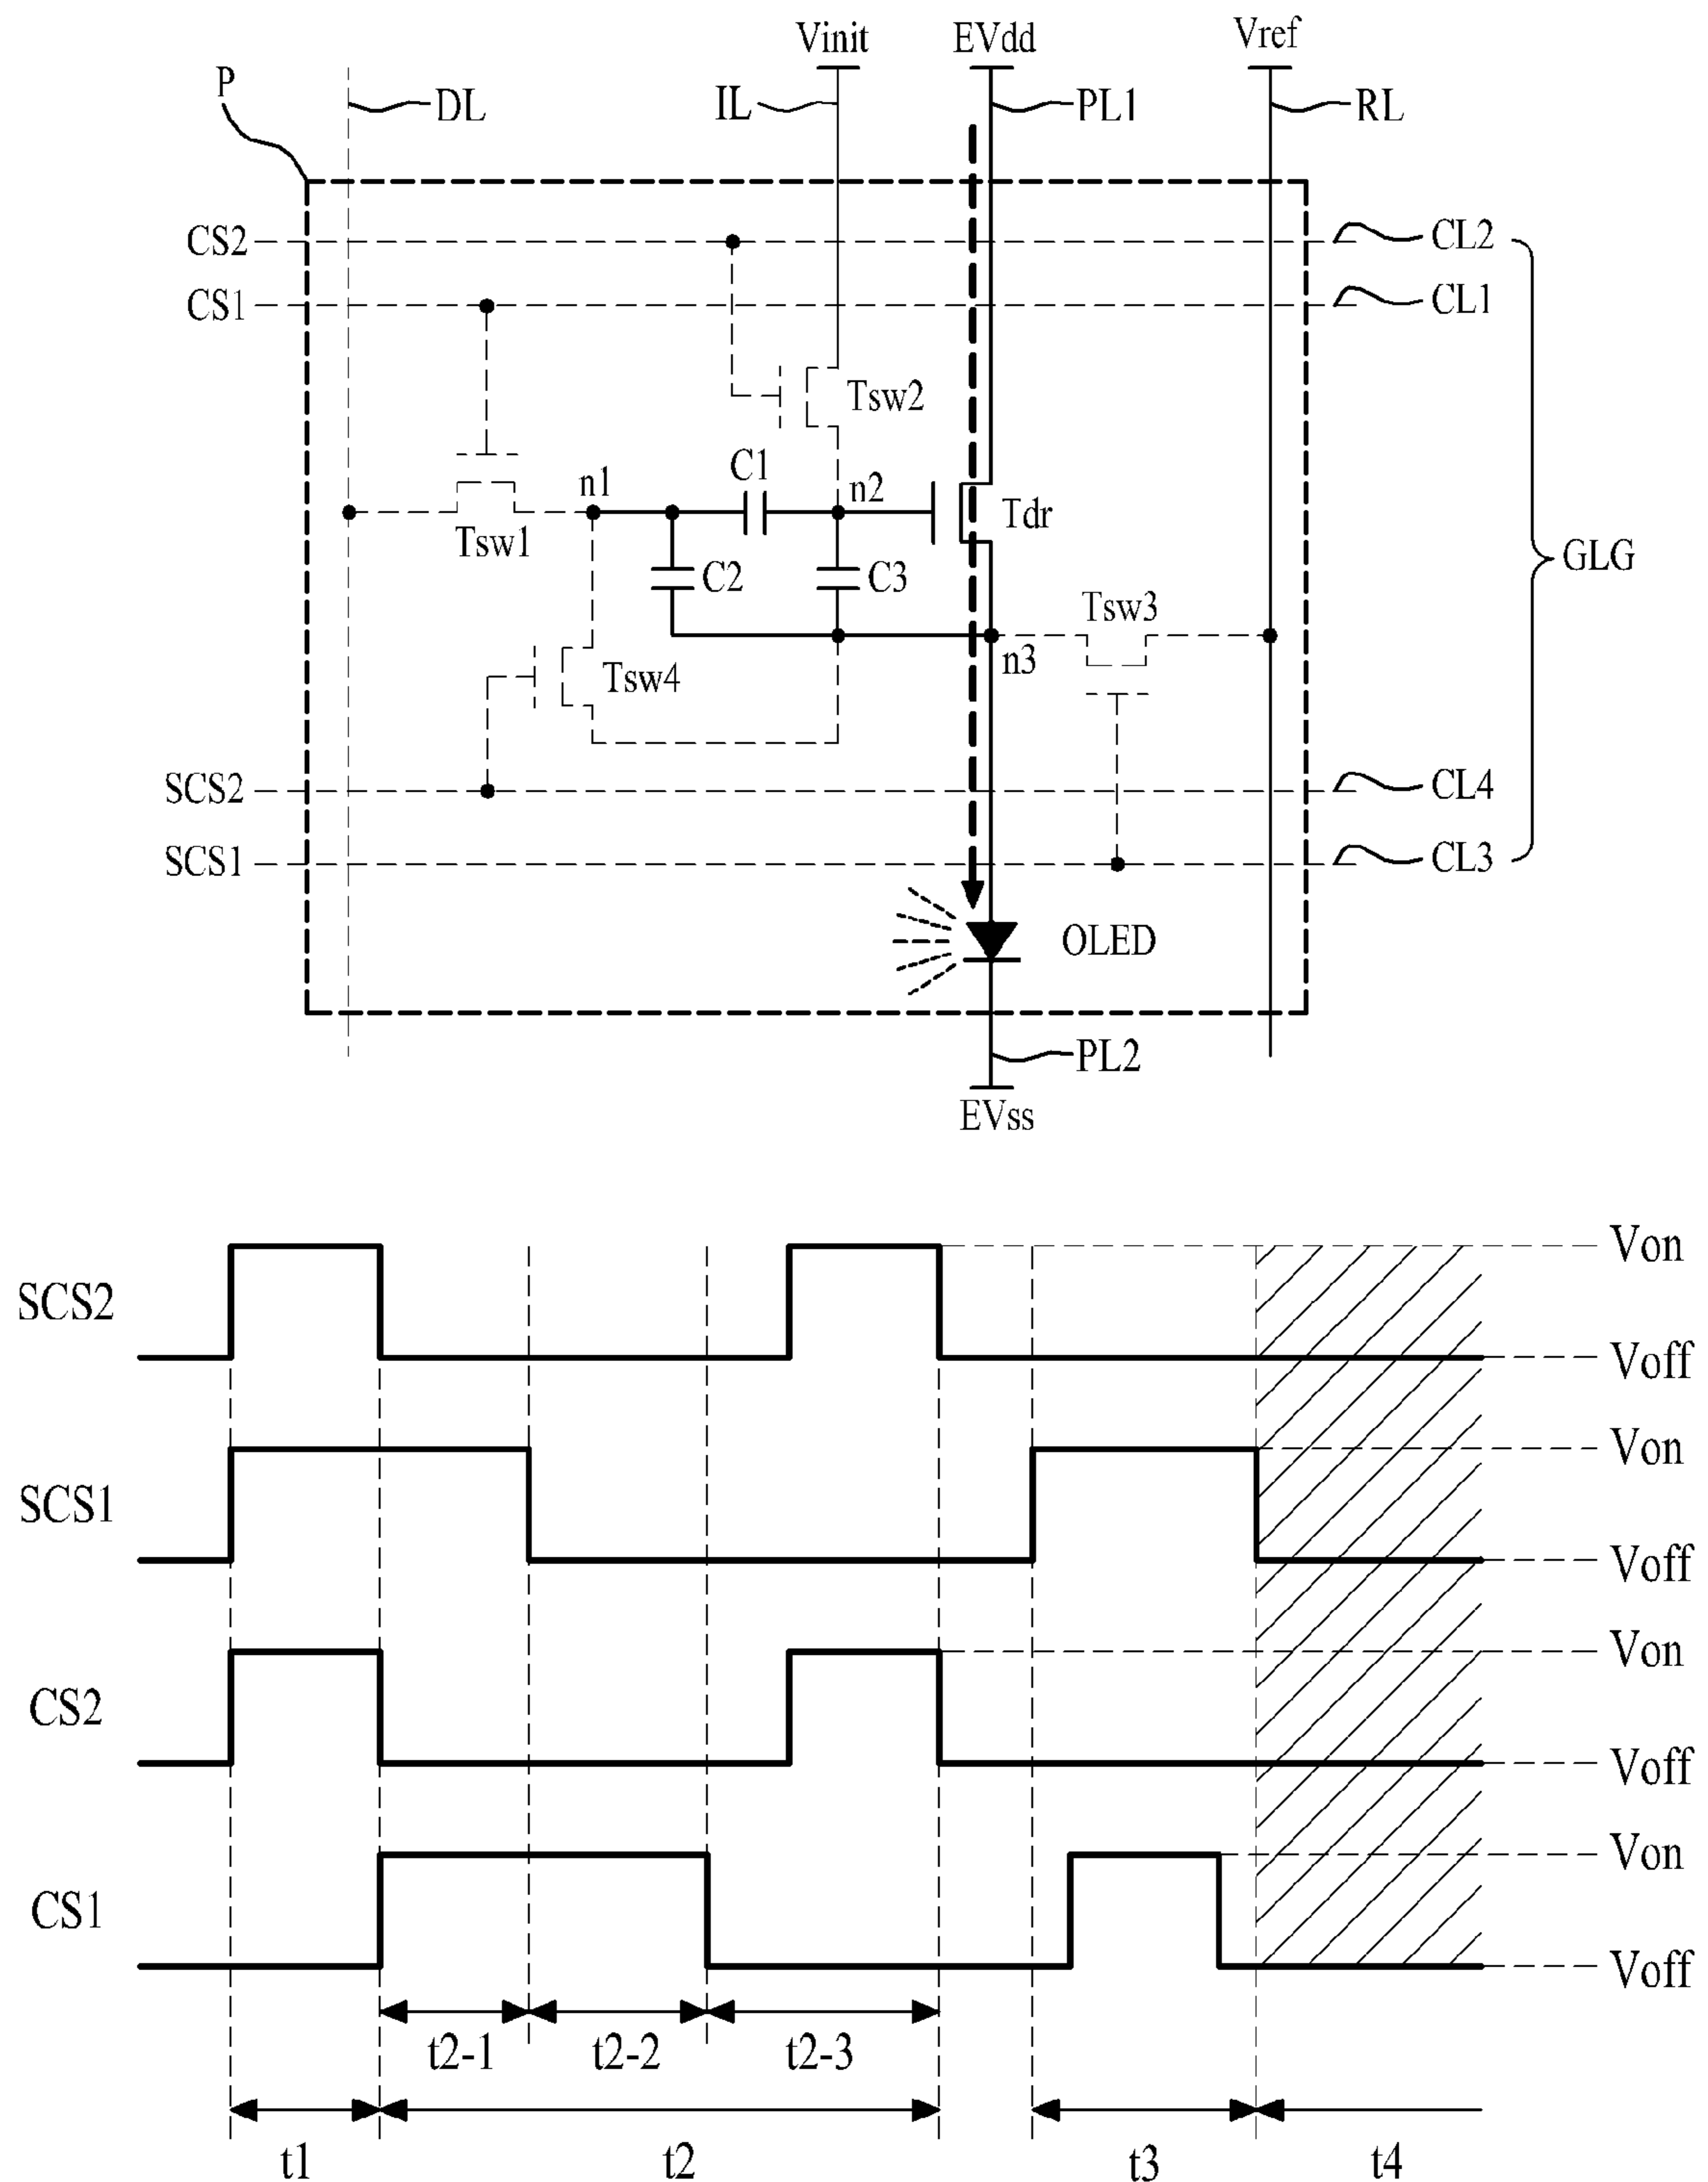 Vinit EVdd Vref
P DL IL PL1 RL
CS2 CL2
CS1 CL1
Tsw2
C1
n1 n2
Tsw1 Tdr
GLG
C2 C3
Tsw3
n3
Tsw4
SCS2 CL4
SCS1 CL3
OLED
PL2
EVss
Von
SCS2
Voff
Von
SCS1
Voff
Von
CS2
Voff
Von
CS1
Voff
t2-1 t2-2 t2-3
t1 t2 t3 t4